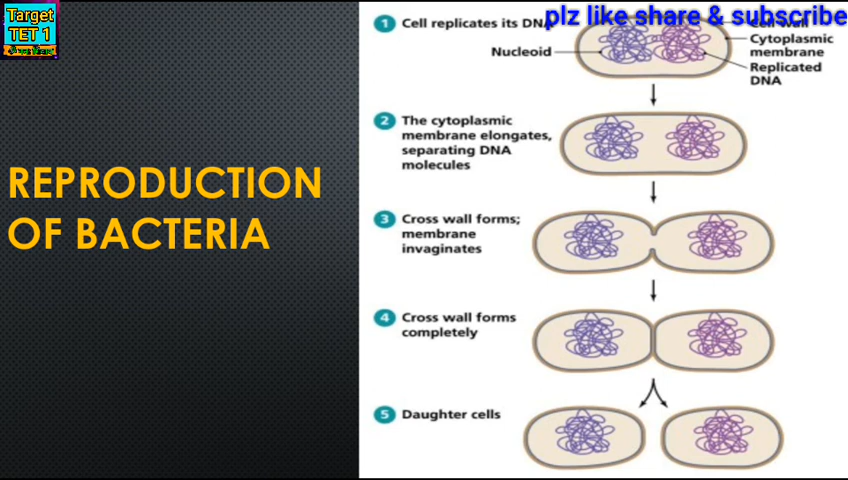 Target
TET 1
plz like share & subscribe
REPRODUCTION
OF BACTERIA
1 Cell replicates its DNA
Nucleoid
Cell wall
Cytoplasmic
membrane
Replicated
DNA
2 The cytoplasmic
membrane elongates,
separating DNA
molecules
3 Cross wall forms;
membrane
invaginates
4 Cross wall forms
completely
5 Daughter cells